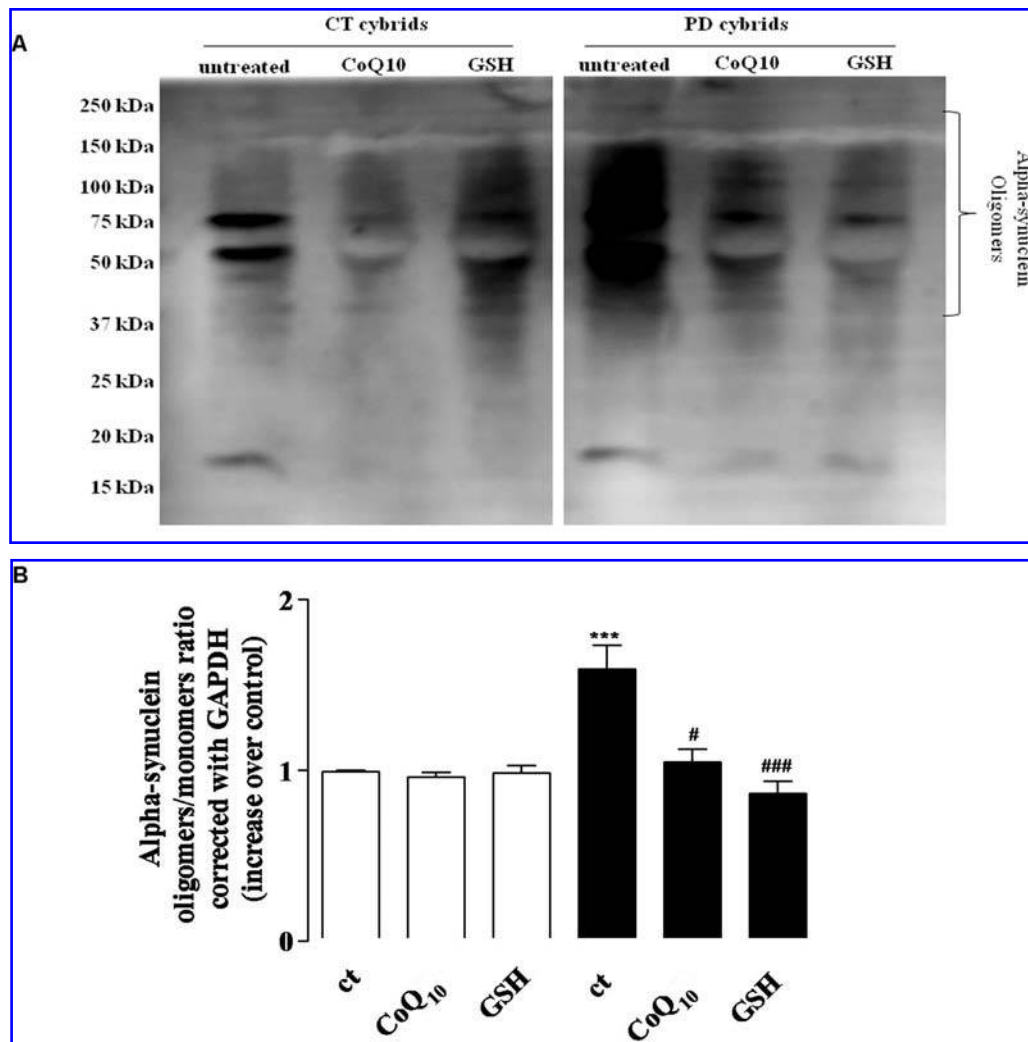 A
CT cybrids
PD cybrids
untreated
CoQ10
GSH
untreated
CoQ10
GSH
250 kDa
150 kDa
100 kDa
75 kDa
50 kDa
37 kDa
25 kDa
20 kDa
15 kDa
Alpha-synuclein
Oligomers
B
Alpha-synuclein
oligomers/monomers ratio
corrected with GAPDH
(increase over control)
2
1
0
***
#
###
ct
CoQ10
GSH
ct
CoQ10
GSH